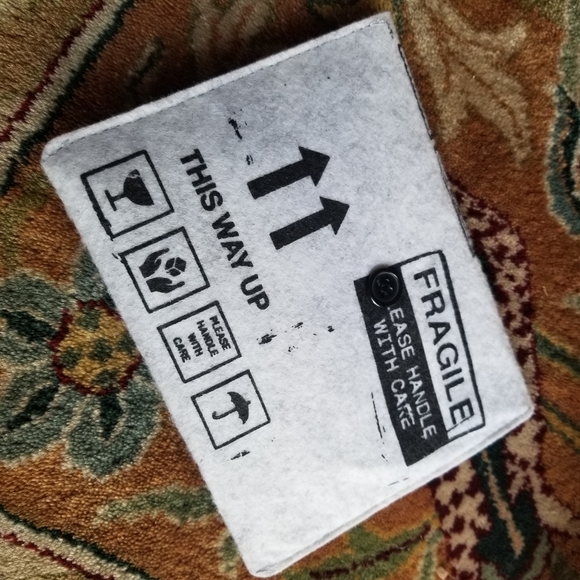 FRAGILE
EASE HANDLE
WITH CARE
THIS WAY UP
PLEASE
HANDLE
WITH
CARE